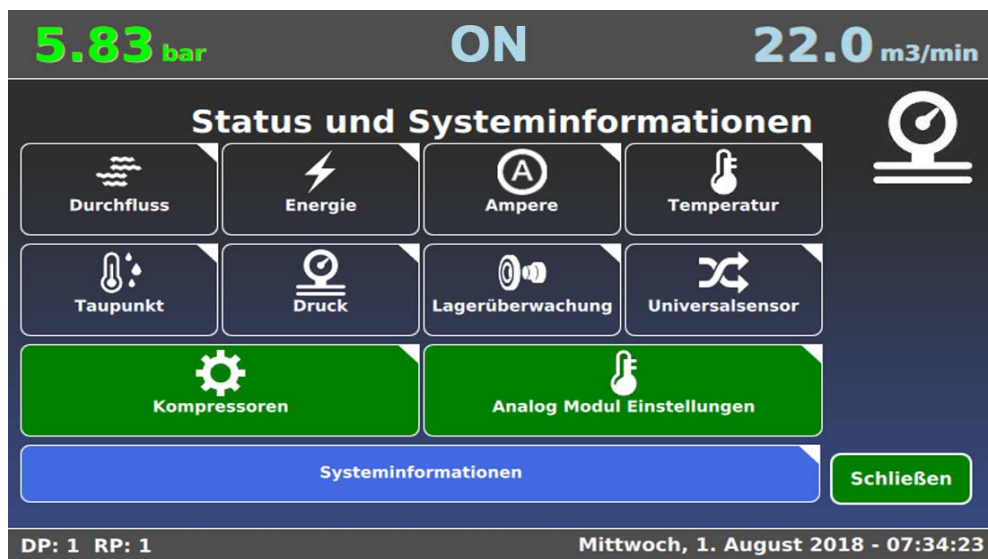 5.83 bar ON 22.0 m3/min
Status und Systeminformationen
Durchfluss Energie A Ampere Temperatur
Taupunkt Druck Lagerüberwachung Universalsensor
Kompressoren Analog Modul Einstellungen
Systeminformationen Schließen
DP: 1 RP: 1 Mittwoch, 1. August 2018 - 07:34:23